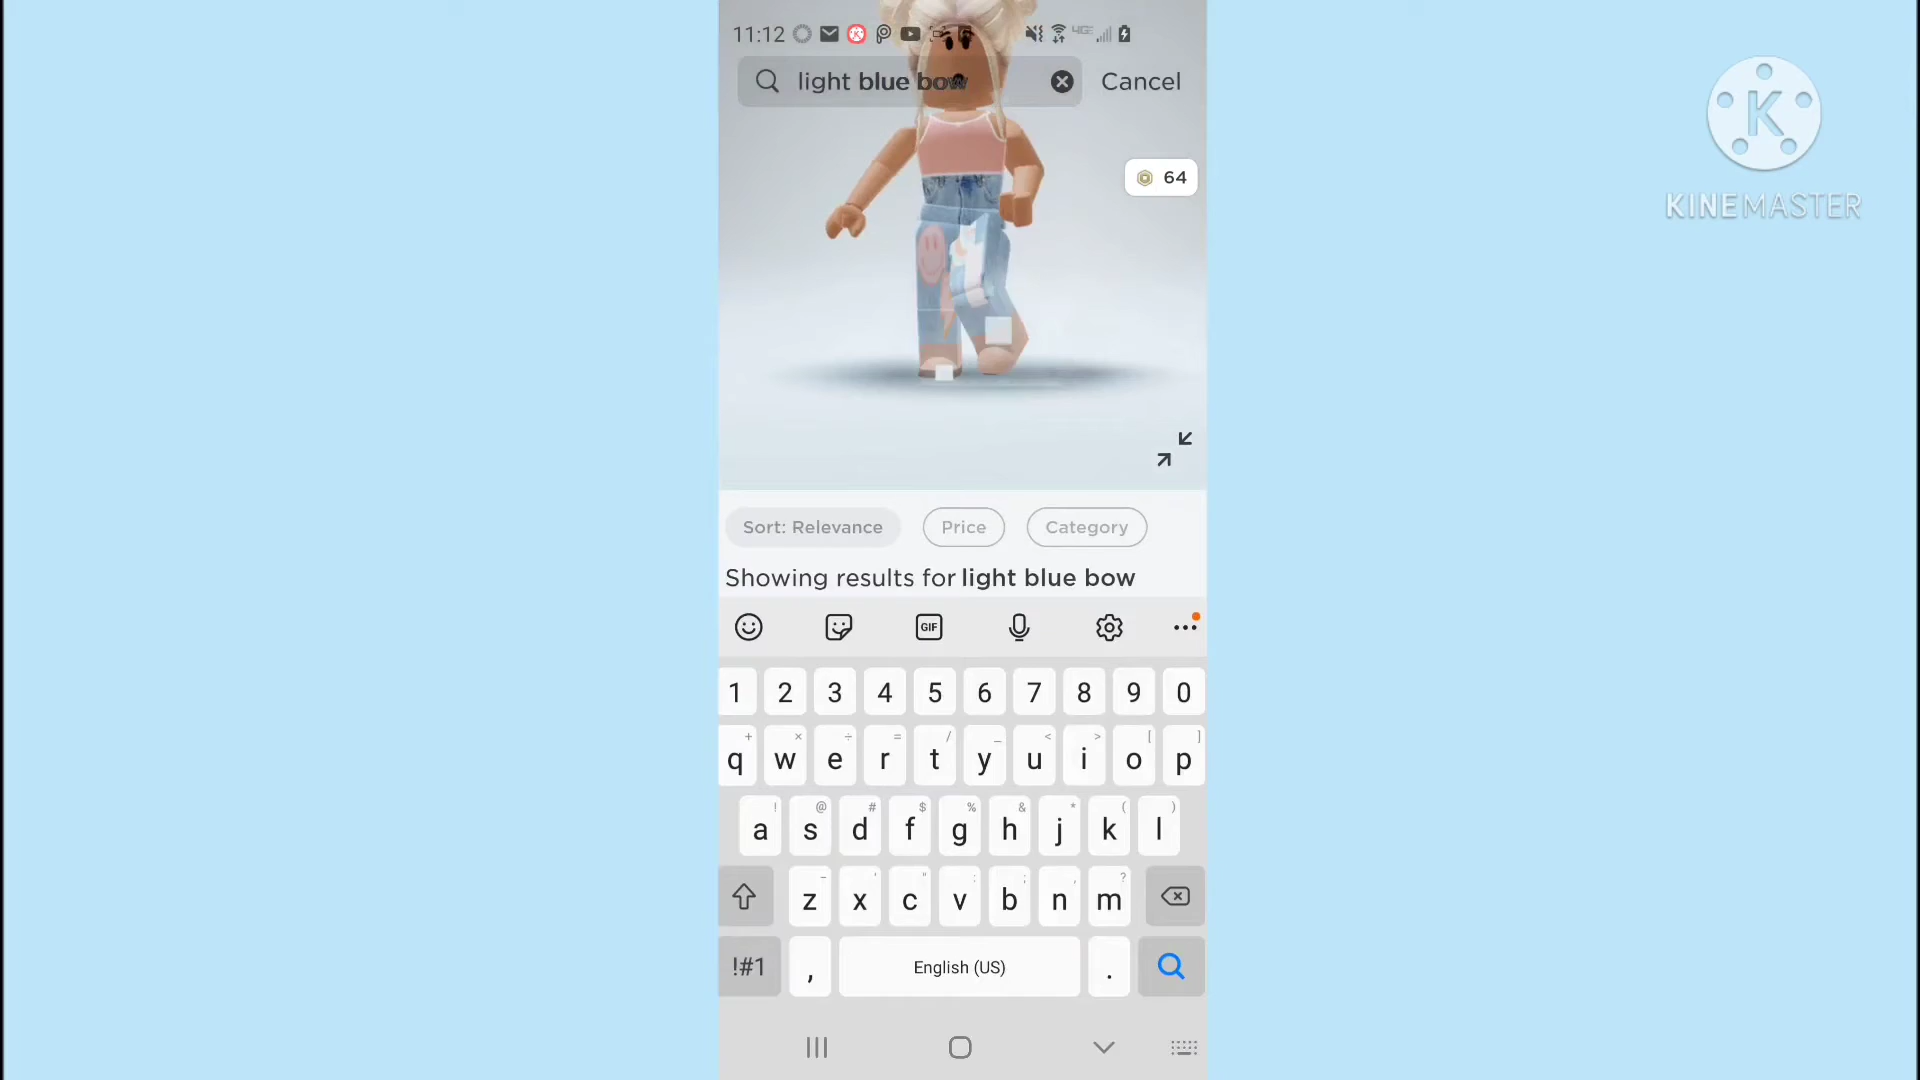 11:12
light blue bow
Cancel
64
Sort: Relevance
Price
Category
Showing results for light blue bow
GIF
1 2 3 4 5 6 7 8 9 0
+ × ÷ = / _ < > [ ]
q w e r t y u i o p
! @ # $ % & * ( )
a s d f g h j k l
- ' " : ; , ?
z x c v b n m
!#1 , English (US) .
K
KINEMASTER